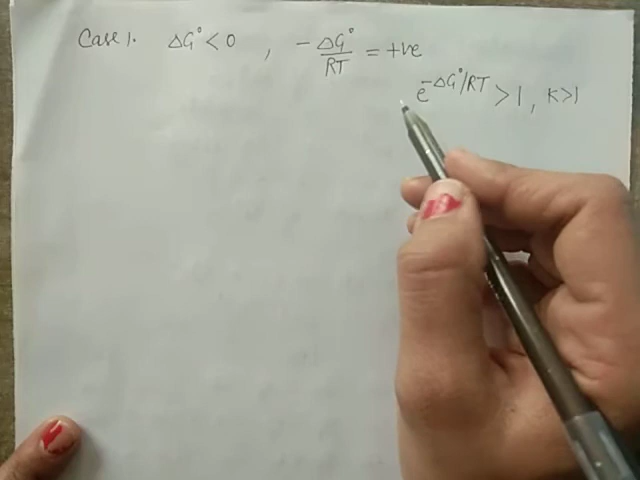 Case 1. ΔG° < 0 , - ΔG°/RT = +ve
e^-ΔG°/RT > 1, K>1